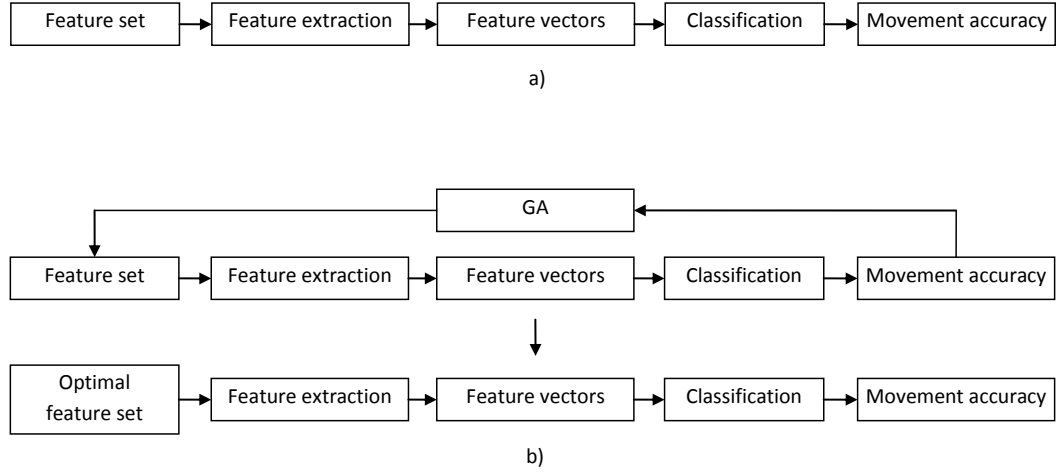 Feature set
Feature extraction
Feature vectors
Classification
Movement accuracy
a)
GA
Feature set
Feature extraction
Feature vectors
Classification
Movement accuracy
Optimal
feature set
Feature extraction
Feature vectors
Classification
Movement accuracy
b)